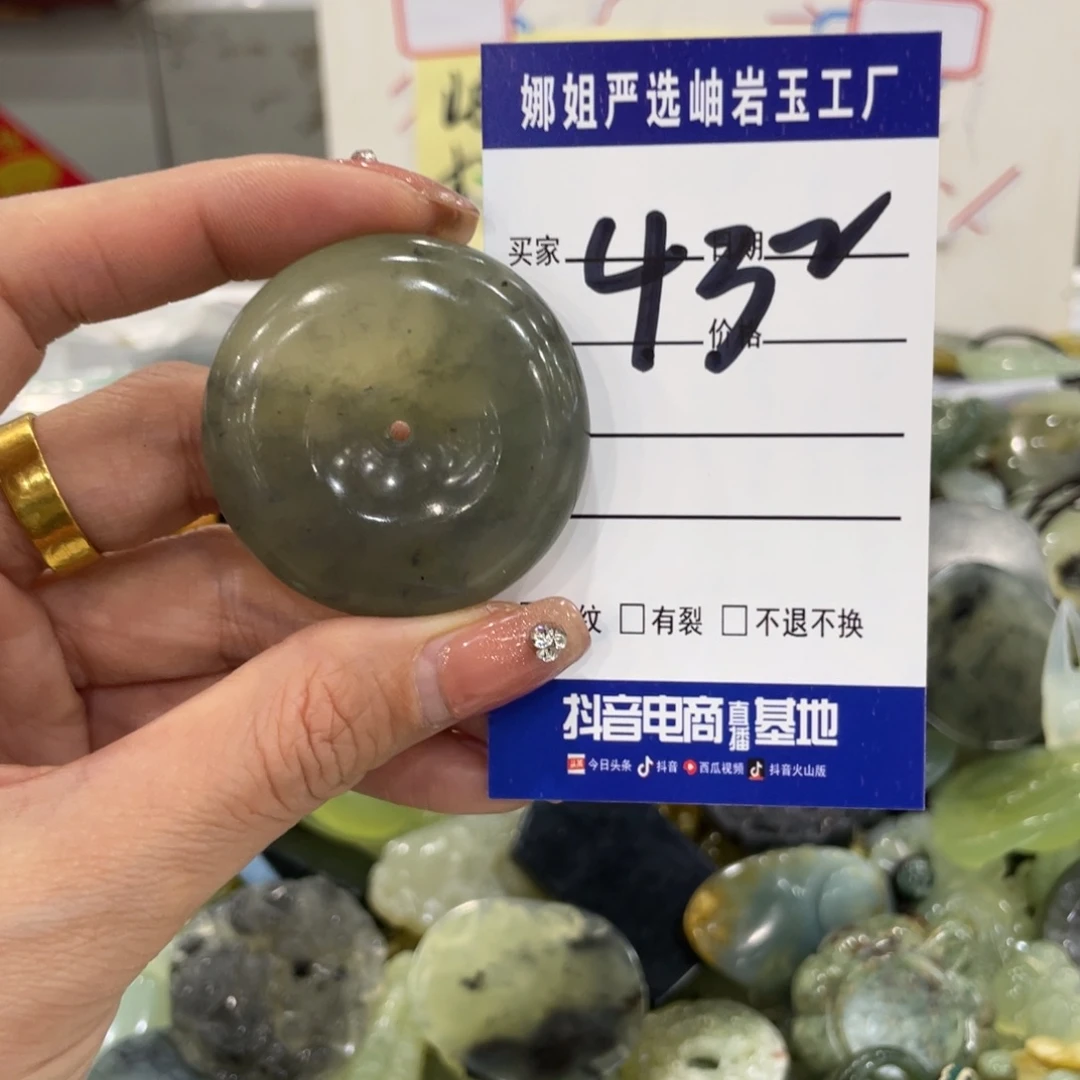 娜姐严选岫岩玉工厂
买家 日期
43
价格
纹 □有裂 □不退不换
抖音电商直播基地
今日头条 抖音 西瓜视频 抖音火山版